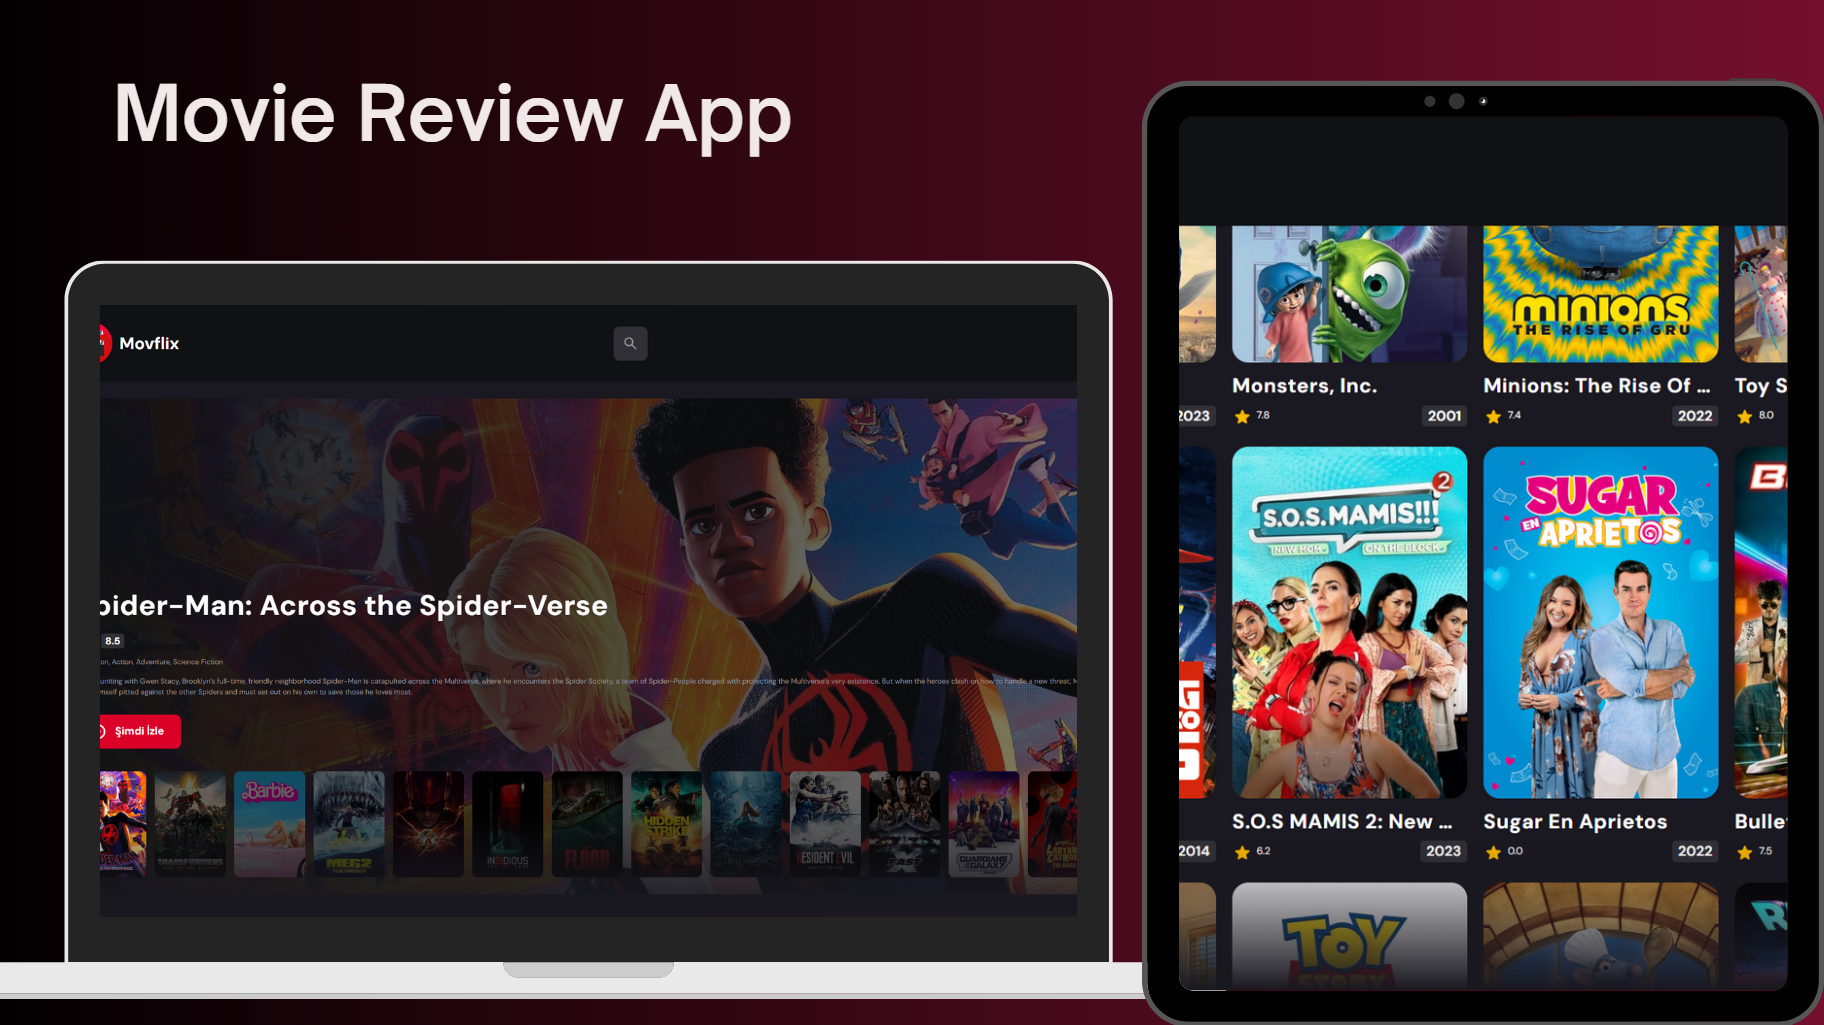 Movie Review App
Movflix
pider-Man: Across the Spider-Verse
8.5
on, Action, Adventure, Science Fiction
uniting with Gwen Stacy, Brooklyn's full-time, friendly neighborhood Spider-Man is catapulted across the Multiverse, where he encounters the Spider Society, a team of Spider-People charged with protecting the Multiverse's very existence. But when the heroes clash on how to handle a new threat, M
mself pitted against the other Spiders and must set out on his own to save those he loves most.
Şimdi İzle
TRANSFORMERS
Barbie
MEG2
THE TRENCH
INSIDIOUS
FLOOD
HIDDEN
STRIKE
RESIDENT EVIL
FAST X
GUARDIANS
GALAXY
MINIONS
THE RISE OF GRU
Monsters, Inc.
Minions: The Rise Of ...
Toy S
2023
7.8
2001
7.4
2022
8.0
2
S.O.S. MAMIS!!!
NEW MOM
ON THE BLOCK
SUGAR
EN
APRIETOS
S.O.S MAMIS 2: New ...
Sugar En Aprietos
Bulle
2014
6.2
2023
0.0
2022
7.5
TOY
STORY